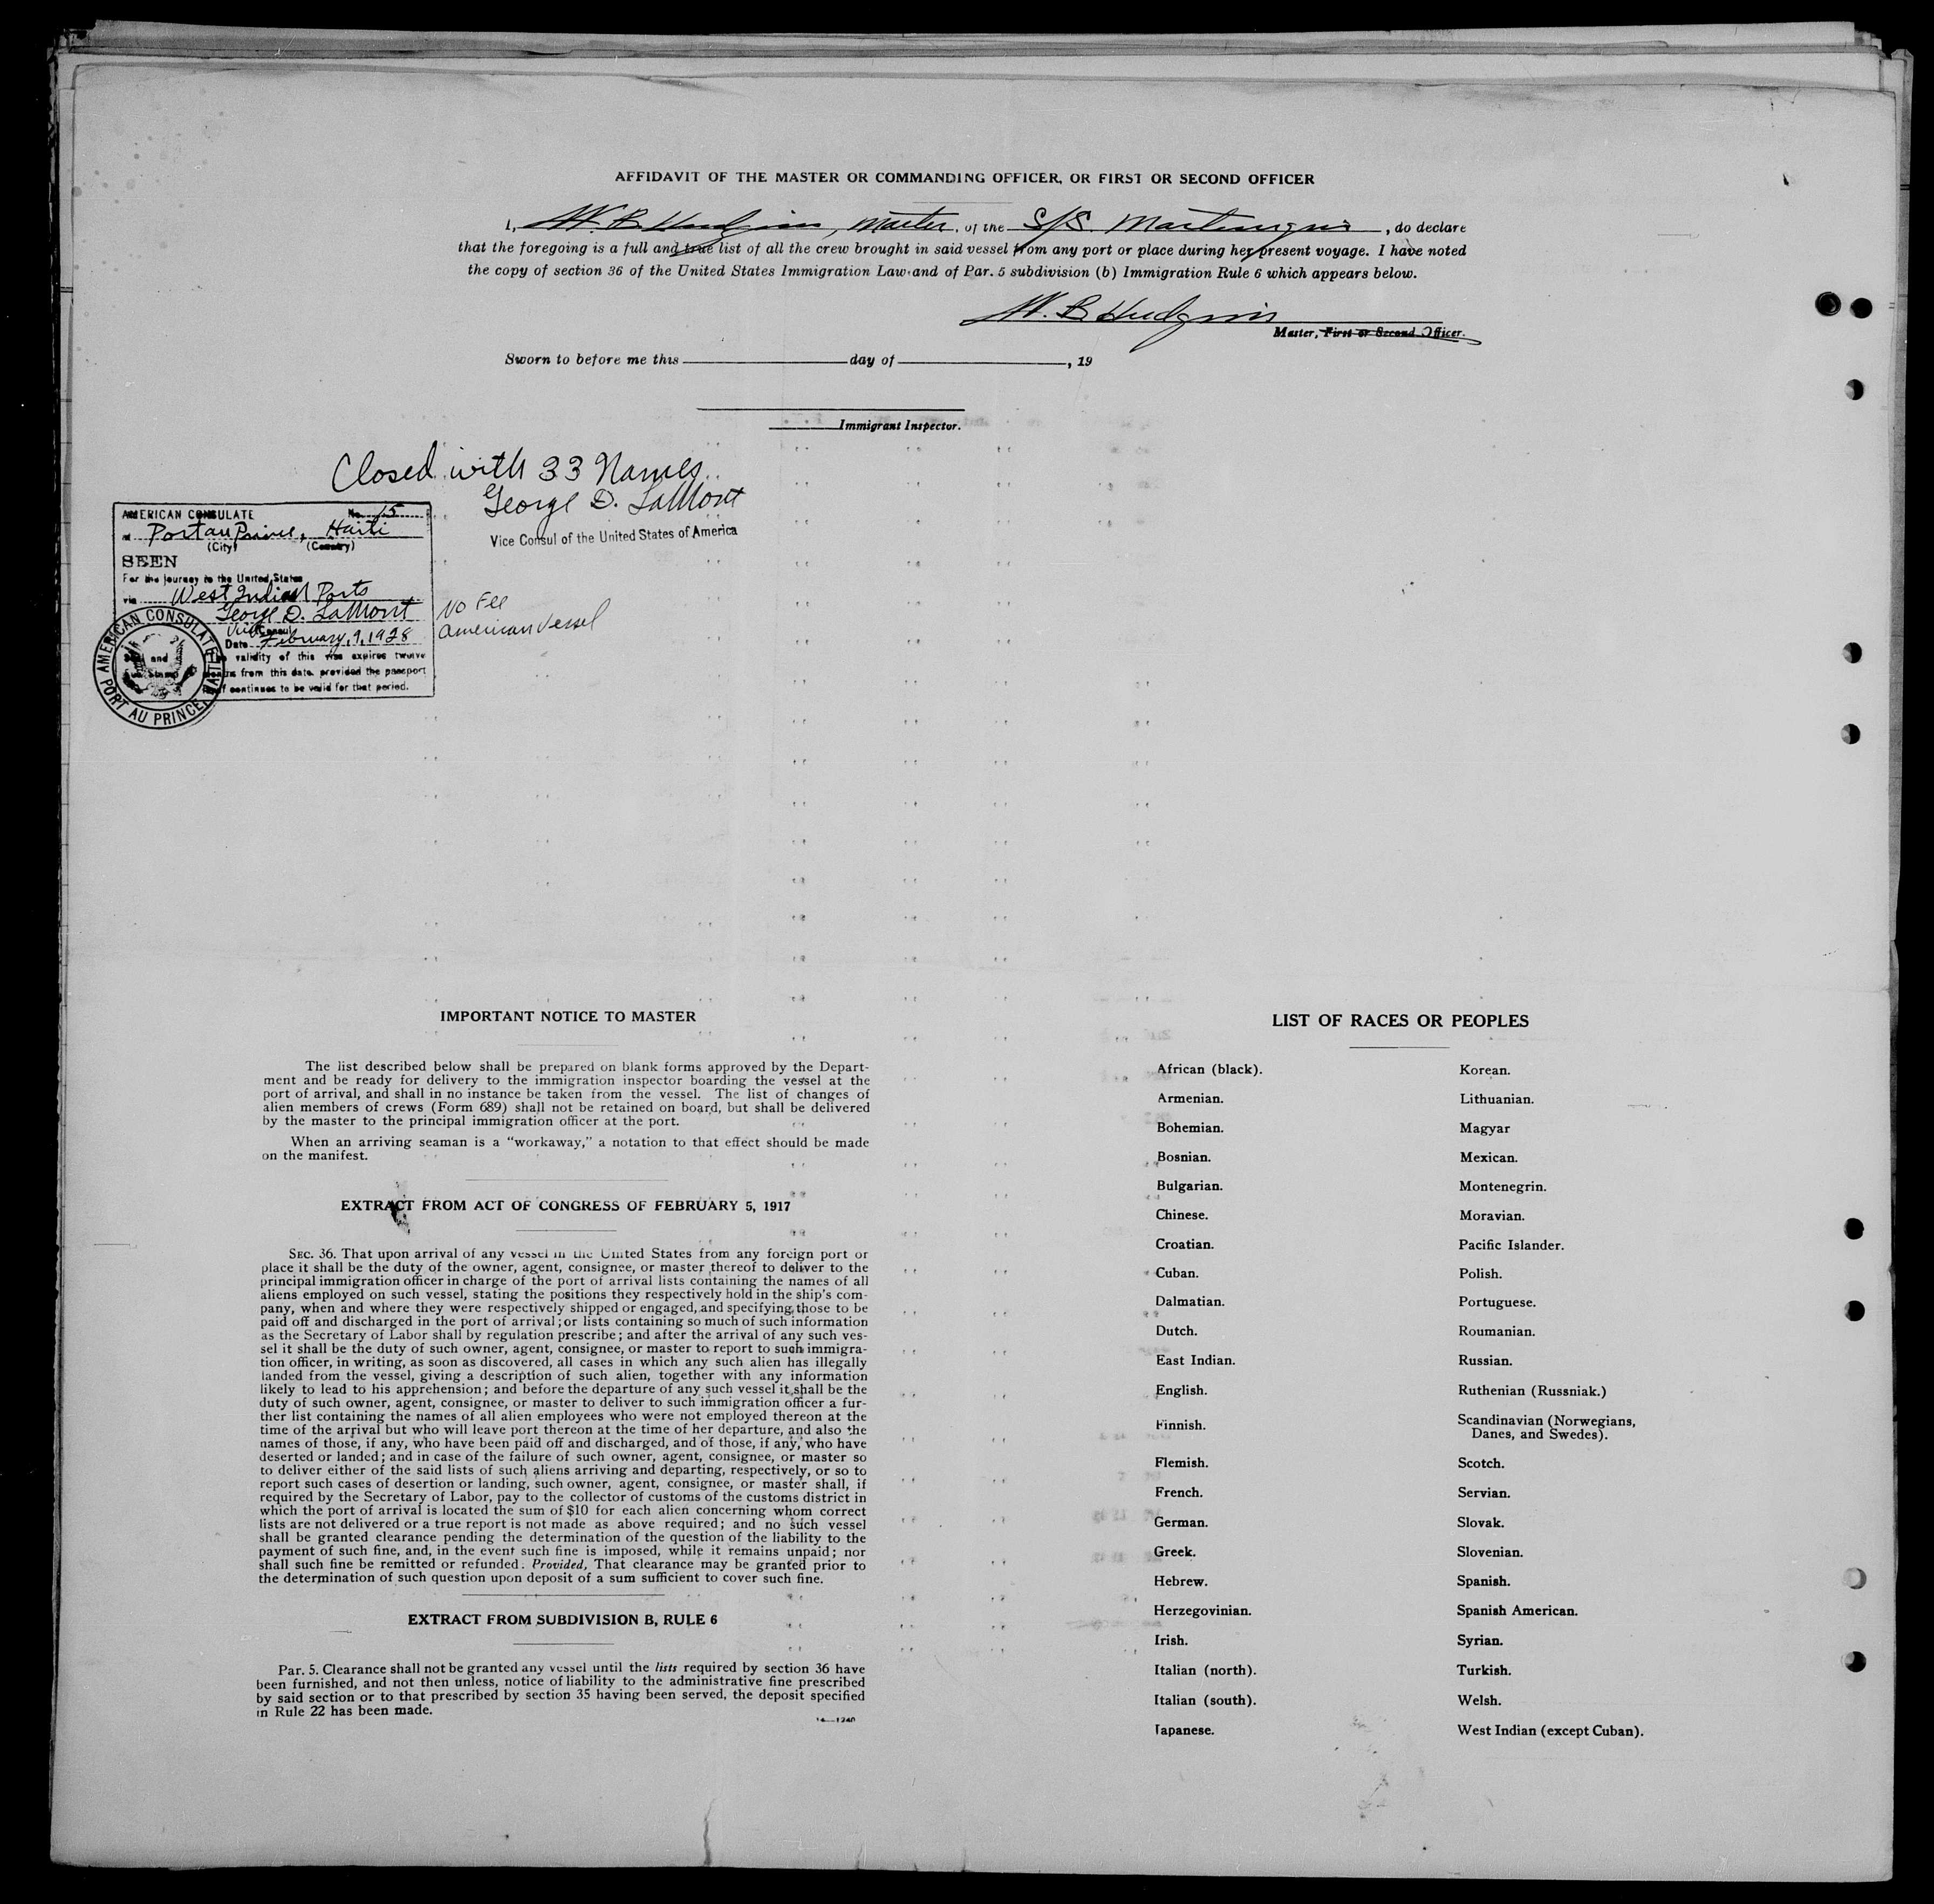 AFFIDAVIT OF THE MASTER OR COMMANDING OFFICER, OR FIRST OR SECOND OFFICER
I, W. B Hudgins, Master, of the S/S. , do declare
that the foregoing is a full and true list of all the crew brought in said vessel from any port or place during her present voyage. I have noted
the copy of section 36 of the United States Immigration Law and of Par. 5 subdivision (b) Immigration Rule 6 which appears below.
W. B Hudgins
Master, First or Second Officer.
Sworn to before me this day of , 19
Immigrant Inspector.
Closed with 33 Names
George D. LaMont
Vice Consul of the United States of America
AMERICAN CONSULATE No. 15
at Port au Prince, Haiti
(City) (Country)
SEEN
For the journey to the United States
via West Indian Ports
George D. LaMont
Vice Consul
Date February, 9, 1928
The validity of this visa expires twelve
months from this date provided the passport
itself continues to be valid for that period.
AMERICAN CONSULATE
PORT AU PRINCE, HAITI
No Fee
American Vessel
IMPORTANT NOTICE TO MASTER
The list described below shall be prepared on blank forms approved by the Depart-
ment and be ready for delivery to the immigration inspector boarding the vessel at the
port of arrival, and shall in no instance be taken from the vessel. The list of changes of
alien members of crews (Form 689) shall not be retained on board, but shall be delivered
by the master to the principal immigration officer at the port.
When an arriving seaman is a "workaway," a notation to that effect should be made
on the manifest.
EXTRACT FROM ACT OF CONGRESS OF FEBRUARY 5, 1917
SEC. 36. That upon arrival of any vessel in the United States from any foreign port or
place it shall be the duty of the owner, agent, consignee, or master thereof to deliver to the
principal immigration officer in charge of the port of arrival lists containing the names of all
aliens employed on such vessel, stating the positions they respectively hold in the ship's com-
pany, when and where they were respectively shipped or engaged, and specifying those to be
paid off and discharged in the port of arrival; or lists containing so much of such information
as the Secretary of Labor shall by regulation prescribe; and after the arrival of any such ves-
sel it shall be the duty of such owner, agent, consignee, or master to report to such immigra-
tion officer, in writing, as soon as discovered, all cases in which any such alien has illegally
landed from the vessel, giving a description of such alien, together with any information
likely to lead to his apprehension; and before the departure of any such vessel it shall be the
duty of such owner, agent, consignee, or master to deliver to such immigration officer a fur-
ther list containing the names of all alien employees who were not employed thereon at the
time of the arrival but who will leave port thereon at the time of her departure, and also the
names of those, if any, who have been paid off and discharged, and of those, if any, who have
deserted or landed; and in case of the failure of such owner, agent, consignee, or master so
to deliver either of the said lists of such aliens arriving and departing, respectively, or so to
report such cases of desertion or landing, such owner, agent, consignee, or master shall, if
required by the Secretary of Labor, pay to the collector of customs of the customs district in
which the port of arrival is located the sum of $10 for each alien concerning whom correct
lists are not delivered or a true report is not made as above required; and no such vessel
shall be granted clearance pending the determination of the question of the liability to the
payment of such fine, and, in the event such fine is imposed, while it remains unpaid; nor
shall such fine be remitted or refunded. Provided, That clearance may be granted prior to
the determination of such question upon deposit of a sum sufficient to cover such fine.
EXTRACT FROM SUBDIVISION B, RULE 6
Par. 5. Clearance shall not be granted any vessel until the lists required by section 36 have
been furnished, and not then unless, notice of liability to the administrative fine prescribed
by said section or to that prescribed by section 35 having been served, the deposit specified
in Rule 22 has been made.
14—1240
LIST OF RACES OR PEOPLES
African (black).
Armenian.
Bohemian.
Bosnian.
Bulgarian.
Chinese.
Croatian.
Cuban.
Dalmatian.
Dutch.
East Indian.
English.
Finnish.
Flemish.
French.
German.
Greek.
Hebrew.
Herzegovinian.
Irish.
Italian (north).
Italian (south).
Japanese.
Korean.
Lithuanian.
Magyar
Mexican.
Montenegrin.
Moravian.
Pacific Islander.
Polish.
Portuguese.
Roumanian.
Russian.
Ruthenian (Russniak.)
Scandinavian (Norwegians,
Danes, and Swedes).
Scotch.
Servian.
Slovak.
Slovenian.
Spanish.
Spanish American.
Syrian.
Turkish.
Welsh.
West Indian (except Cuban).